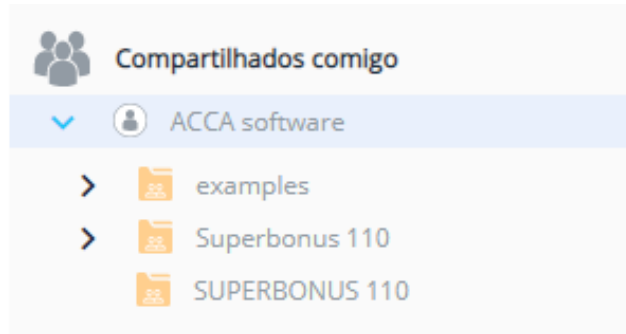 Compartilhados comigo
ACCA software
examples
Superbonus 110
SUPERBONUS 110